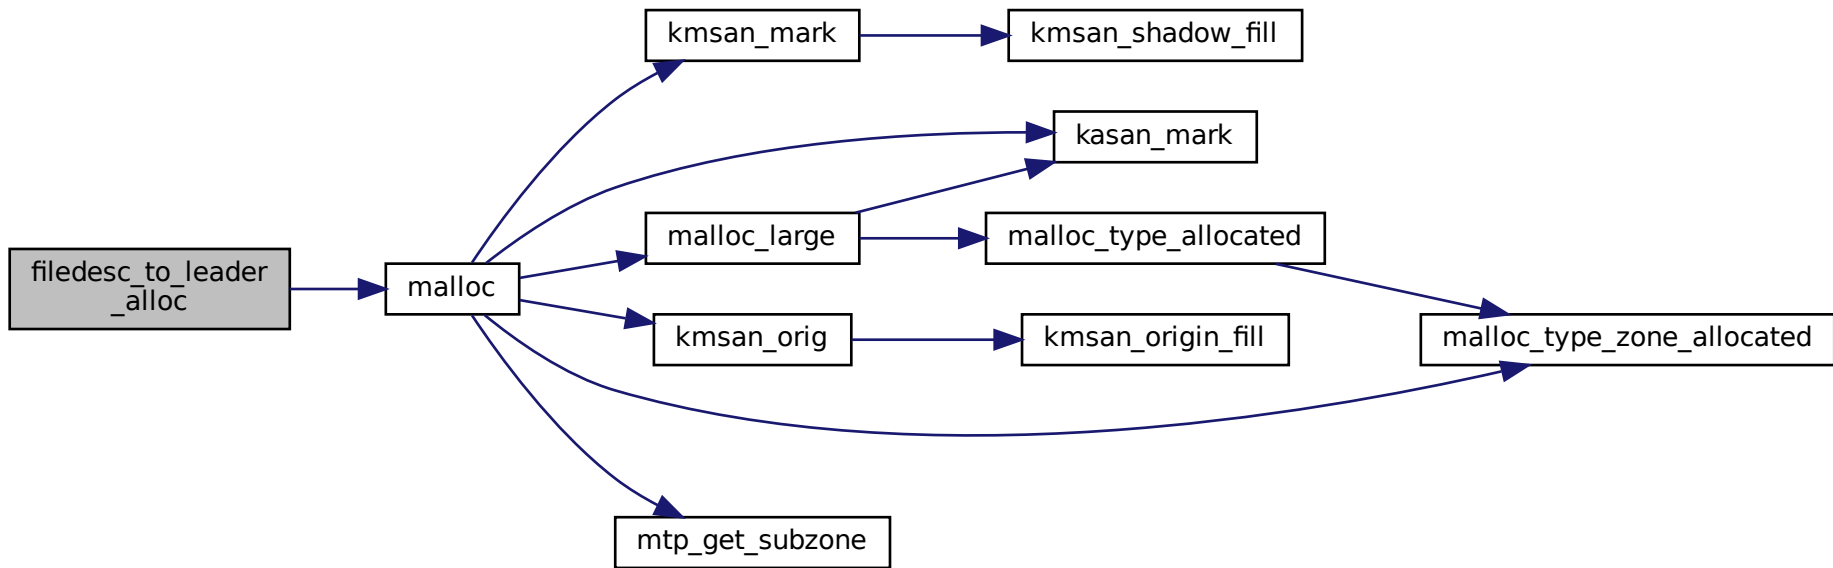 kmsan_mark
kmsan_shadow_fill
kasan_mark
malloc_large
malloc_type_allocated
filedesc_to_leader
_alloc
malloc
kmsan_orig
kmsan_origin_fill
malloc_type_zone_allocated
mtp_get_subzone